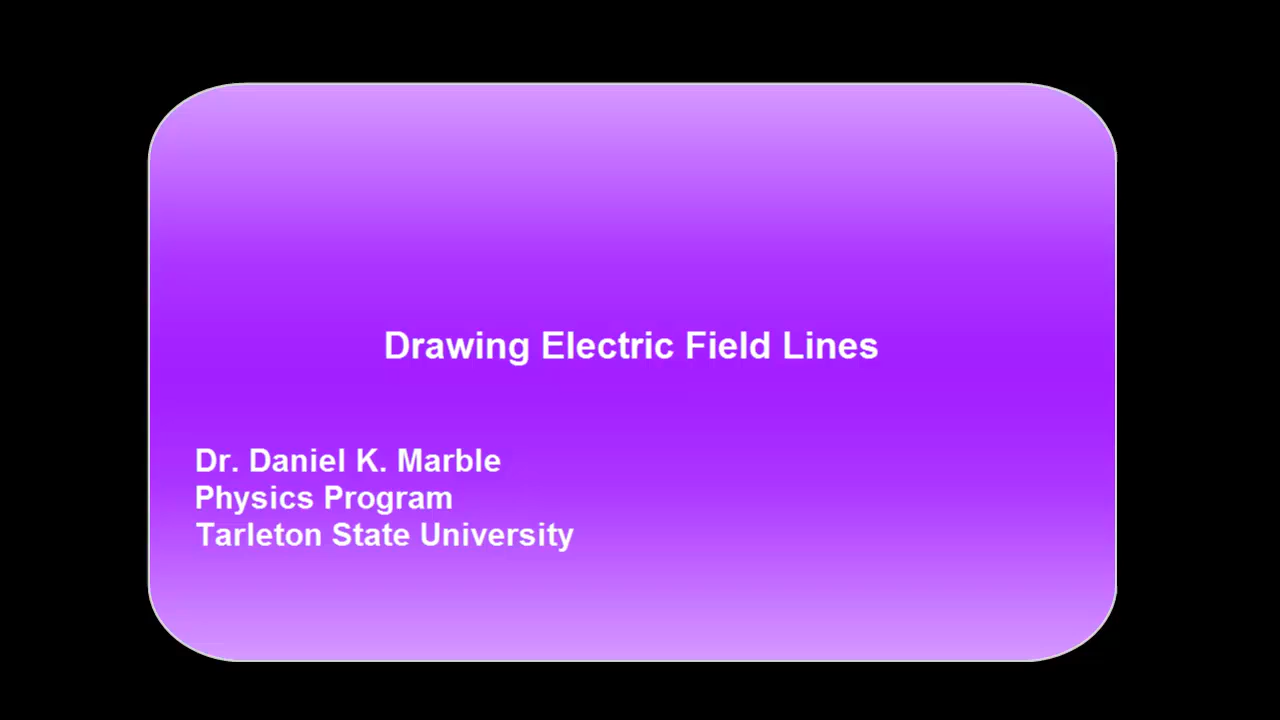 Drawing Electric Field Lines
Dr. Daniel K. Marble
Physics Program
Tarleton State University